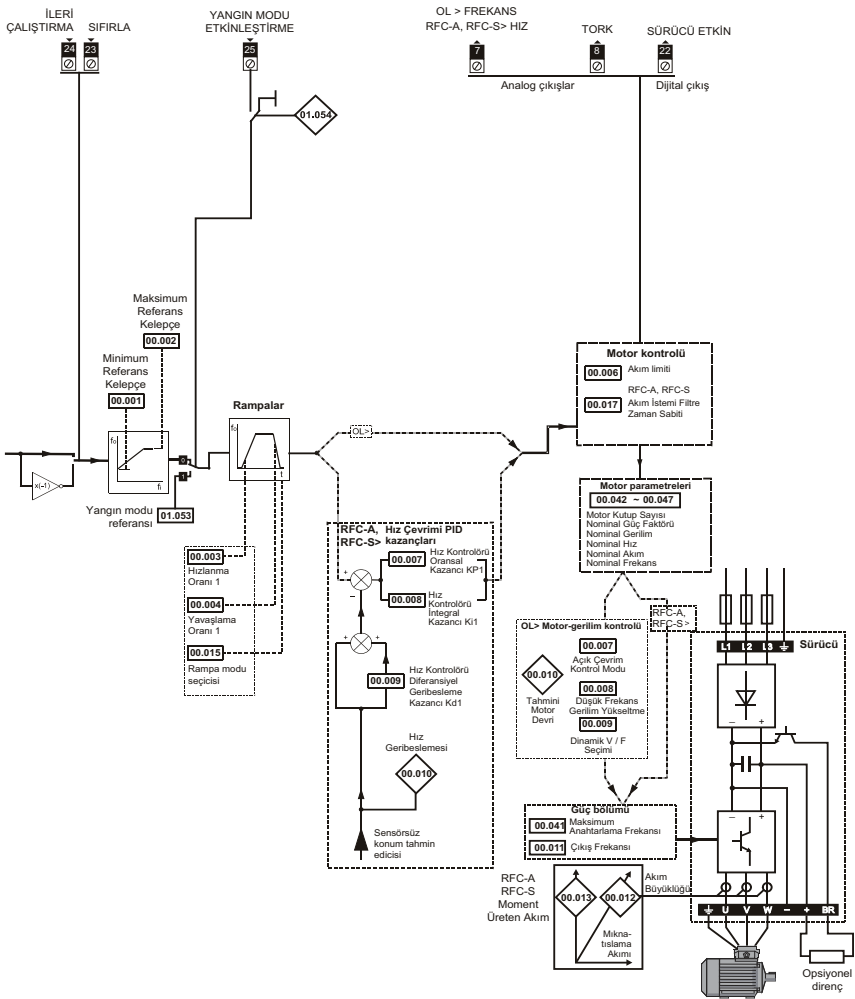 İLERİ
ÇALIŞTIRMA SIFIRLA
24 23
YANGIN MODU
ETKİNLEŞTİRME
25
01.054
OL > FREKANS
RFC-A, RFC-S> HIZ
7
TORK
8
SÜRÜCÜ ETKİN
22
Analog çıkışlar
Dijital çıkış
Maksimum
Referans
Kelepçe
00.002
Minimum
Referans
Kelepçe
00.001
f0
fi
x(-1)
0
1
Yangın modu
referansı
01.053
Rampalar
f0
t
00.003
Hızlanma
Oranı 1
00.004
Yavaşlama
Oranı 1
00.015
Rampa modu
seçicisi
OL>
RFC-A, Hız Çevrimi PID
RFC-S> kazançları
00.007
Hız Kontrolörü
Oransal
Kazancı KP1
00.008
Hız
Kontrolörü
İntegral
Kazancı Ki1
+
–
+
+
00.009
Hız Kontrolörü
Diferansiyel
Geribesleme
Kazancı Kd1
Hız
Geribeslemesi
00.010
Sensörsüz
konum tahmin
edicisi
Motor kontrolü
00.006 Akım limiti
RFC-A, RFC-S
00.017 Akım İstemi Filtre
Zaman Sabiti
Motor parametreleri
00.042 ~ 00.047
Motor Kutup Sayısı
Nominal Güç Faktörü
Nominal Gerilim
Nominal Hız
Nominal Akım
Nominal Frekans
RFC-A,
RFC-S>
OL> Motor-gerilim kontrolü
00.007
Açık Çevrim
Kontrol Modu
00.010
Tahmini
Motor
Devri
00.008
Düşük Frekans
Gerilim Yükseltme
00.009
Dinamik V / F
Seçimi
Güç bölümü
00.041 Maksimum
Anahtarlama Frekansı
00.011 Çıkış Frekansı
RFC-A
RFC-S
Moment
Üreten Akım
00.013
00.012
Akım
Büyüklüğü
Mıkna-
tıslama
Akımı
L1 L2 L3
Sürücü
– +
– +
U V W – + BR
Opsiyonel
direnç